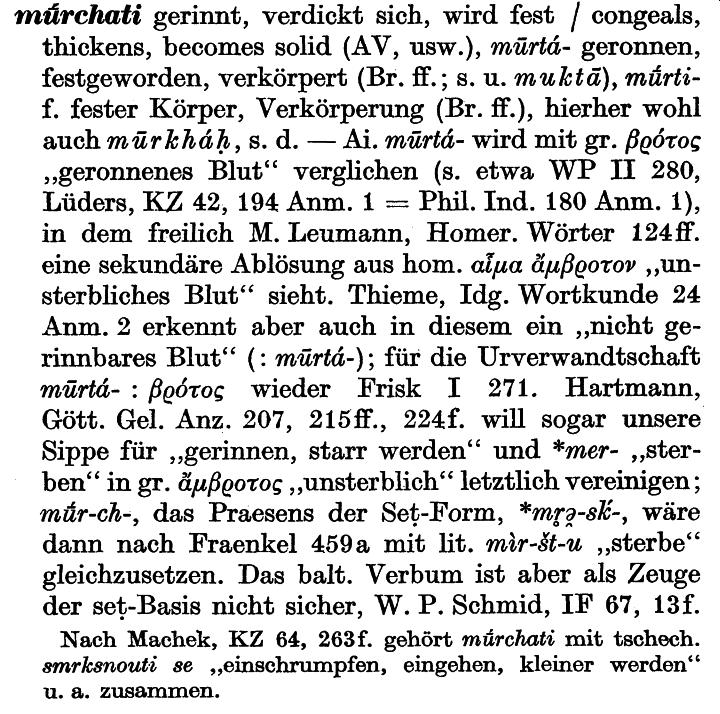 mū́rchati gerinnt, verdickt sich, wird fest / congeals,
thickens, becomes solid (AV, usw.), mūrtá- geronnen,
festgeworden, verkörpert (Br. ff.; s. u. muktā), mū́rti-
f. fester Körper, Verkörperung (Br. ff.), hierher wohl
auch mūrkháḥ, s. d. — Ai. mūrtá- wird mit gr. βρότος
„geronnenes Blut“ verglichen (s. etwa WP II 280,
Lüders, KZ 42, 194 Anm. 1 = Phil. Ind. 180 Anm. 1),
in dem freilich M. Leumann, Homer. Wörter 124ff.
eine sekundäre Ablösung aus hom. αἷμα ἄμβροτον „un-
sterbliches Blut“ sieht. Thieme, Idg. Wortkunde 24
Anm. 2 erkennt aber auch in diesem ein „nicht ge-
rinnbares Blut“ (: mūrtá-); für die Urverwandtschaft
mūrtá- : βρότος wieder Frisk I 271. Hartmann,
Gött. Gel. Anz. 207, 215ff., 224f. will sogar unsere
Sippe für „gerinnen, starr werden“ und *mer- „ster-
ben“ in gr. ἄμβροτος „unsterblich“ letztlich vereinigen;
mū́r-ch-, das Praesens der Seṭ-Form, *mr̥ə̯-sḱ-, wäre
dann nach Fraenkel 459a mit lit. mìr-št-u „sterbe“
gleichzusetzen. Das balt. Verbum ist aber als Zeuge
der seṭ-Basis nicht sicher, W. P. Schmid, IF 67, 13f.
Nach Machek, KZ 64, 263f. gehört mū́rchati mit tschech.
smrksnouti se „einschrumpfen, eingehen, kleiner werden“
u. a. zusammen.